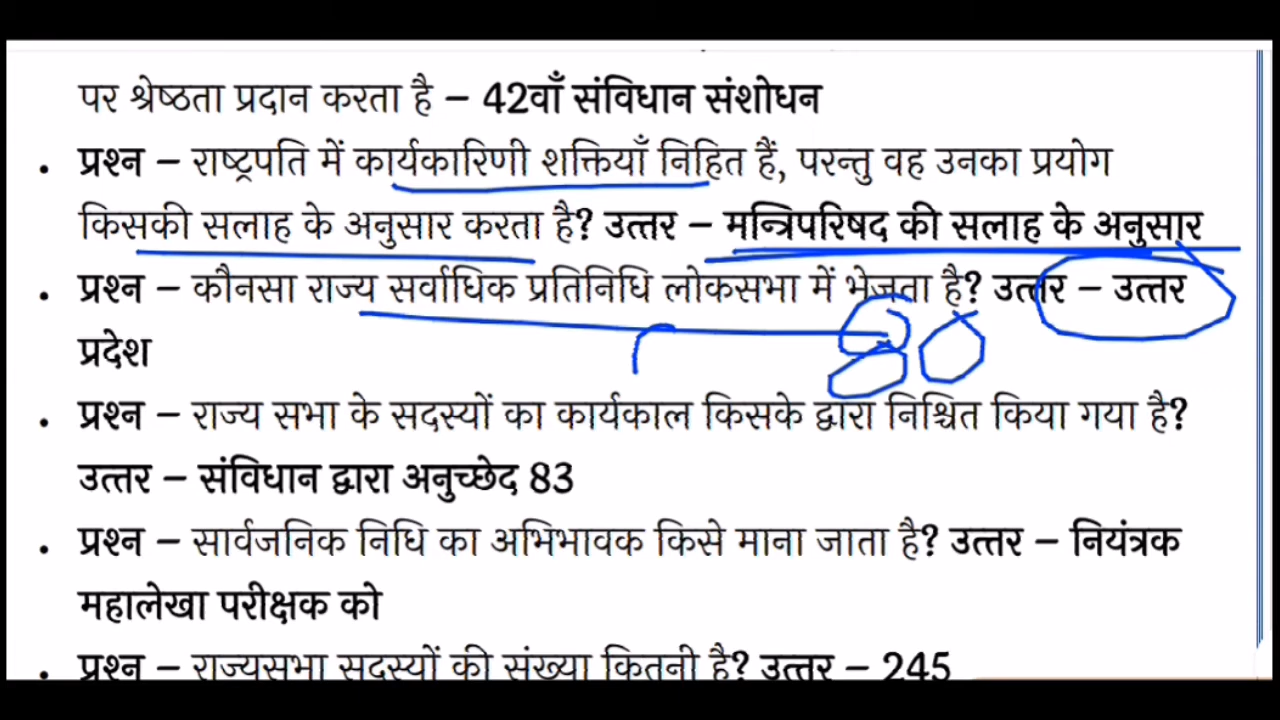 पर श्रेष्ठता प्रदान करता है – 42वाँ संविधान संशोधन
• प्रश्न – राष्ट्रपति में कार्यकारिणी शक्तियाँ निहित हैं, परन्तु वह उनका प्रयोग
किसकी सलाह के अनुसार करता है? उत्तर – मन्त्रिपरिषद की सलाह के अनुसार
• प्रश्न – कौनसा राज्य सर्वाधिक प्रतिनिधि लोकसभा में भेजता है? उत्तर – उत्तर
80
प्रदेश
• प्रश्न – राज्य सभा के सदस्यों का कार्यकाल किसके द्वारा निश्चित किया गया है?
उत्तर – संविधान द्वारा अनुच्छेद 83
• प्रश्न – सार्वजनिक निधि का अभिभावक किसे माना जाता है? उत्तर – नियंत्रक
महालेखा परीक्षक को
प्रश्न – राज्यसभा सदस्यों की संख्या कितनी है? उत्तर – 245